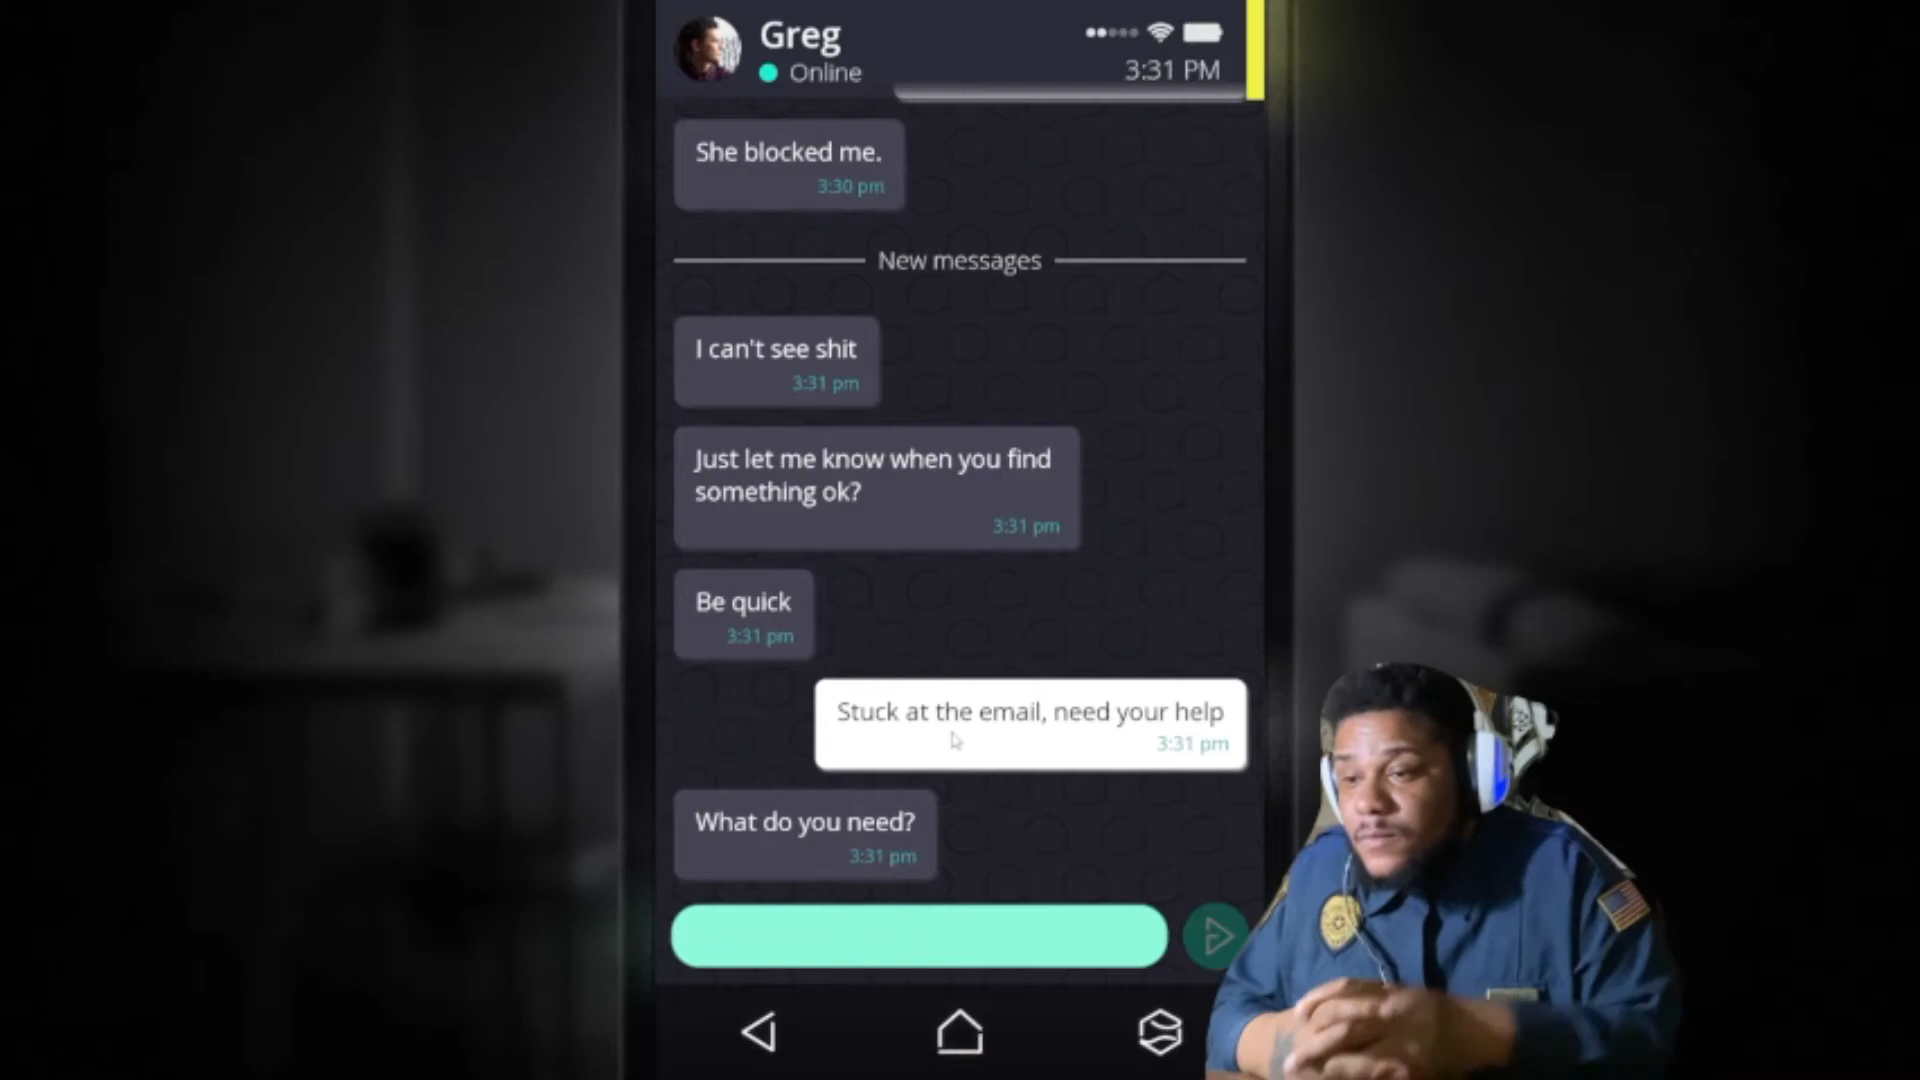 Greg
Online
3:31 PM
She blocked me.
3:30 pm
New messages
I can't see shit
3:31 pm
Just let me know when you find
something ok?
3:31 pm
Be quick
3:31 pm
Stuck at the email, need your help
3:31 pm
What do you need?
3:31 pm